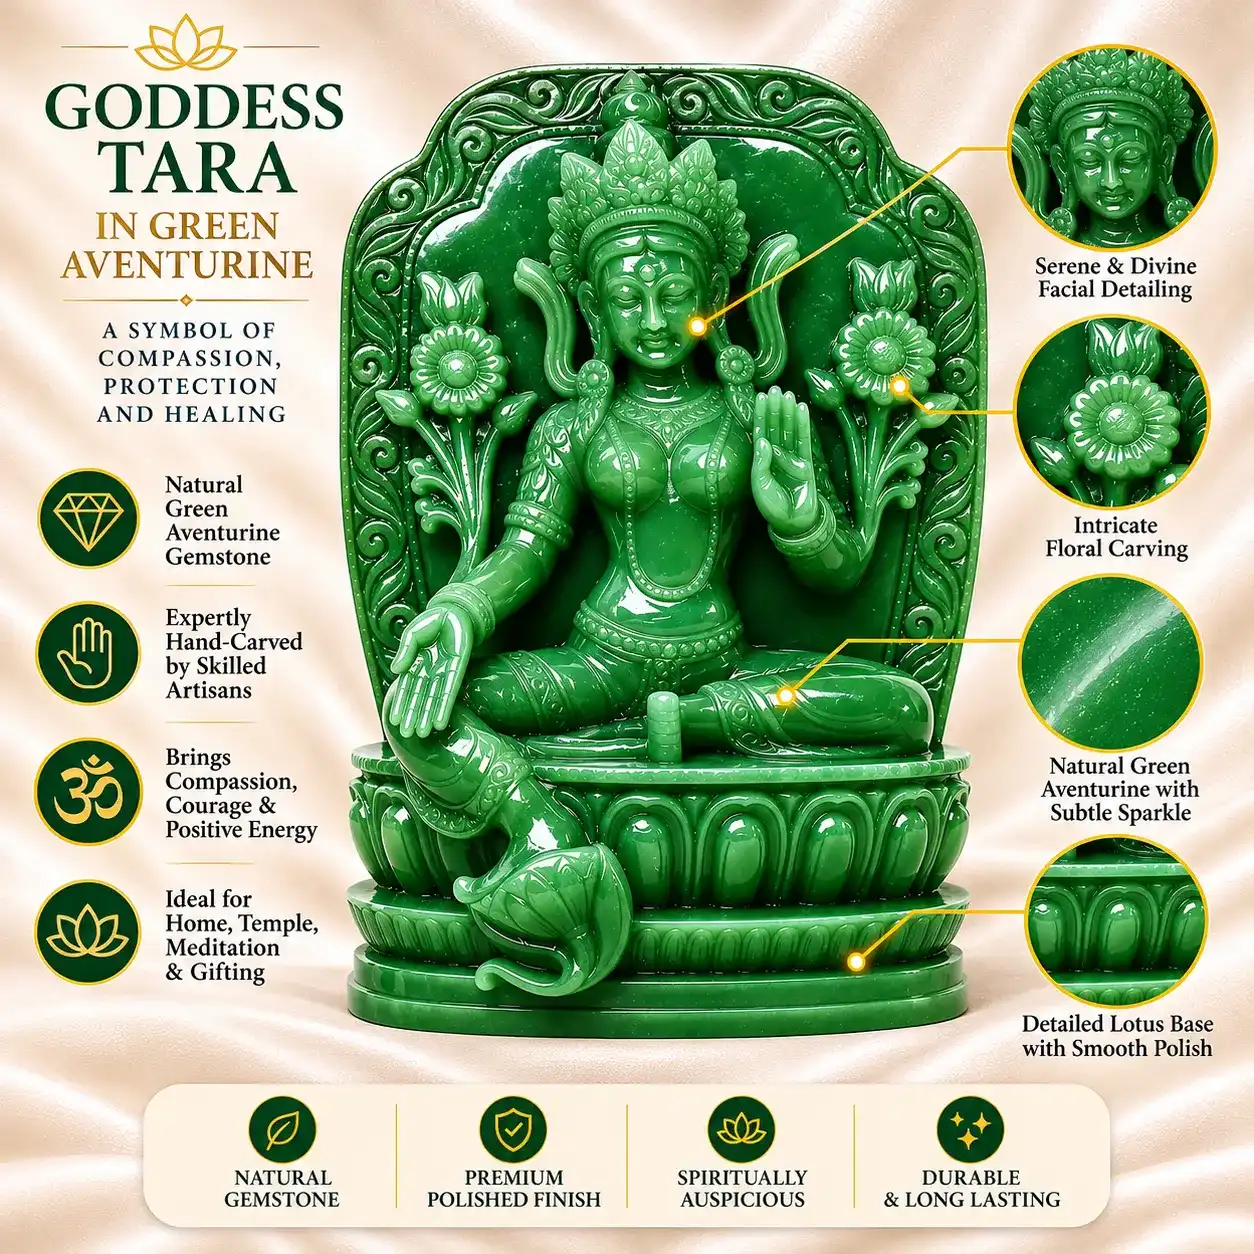 GODDESS
TARA
IN GREEN
AVENTURINE
A SYMBOL OF
COMPASSION,
PROTECTION
AND HEALING
Natural
Green
Aventurine
Gemstone
Expertly
Hand-Carved
by Skilled
Artisans
ॐ
Brings
Compassion,
Courage &
Positive Energy
Ideal for
Home, Temple,
Meditation
& Gifting
Serene & Divine
Facial Detailing
Intricate
Floral Carving
Natural Green
Aventurine with
Subtle Sparkle
Detailed Lotus Base
with Smooth Polish
NATURAL
GEMSTONE
PREMIUM
POLISHED FINISH
SPIRITUALLY
AUSPICIOUS
DURABLE
& LONG LASTING